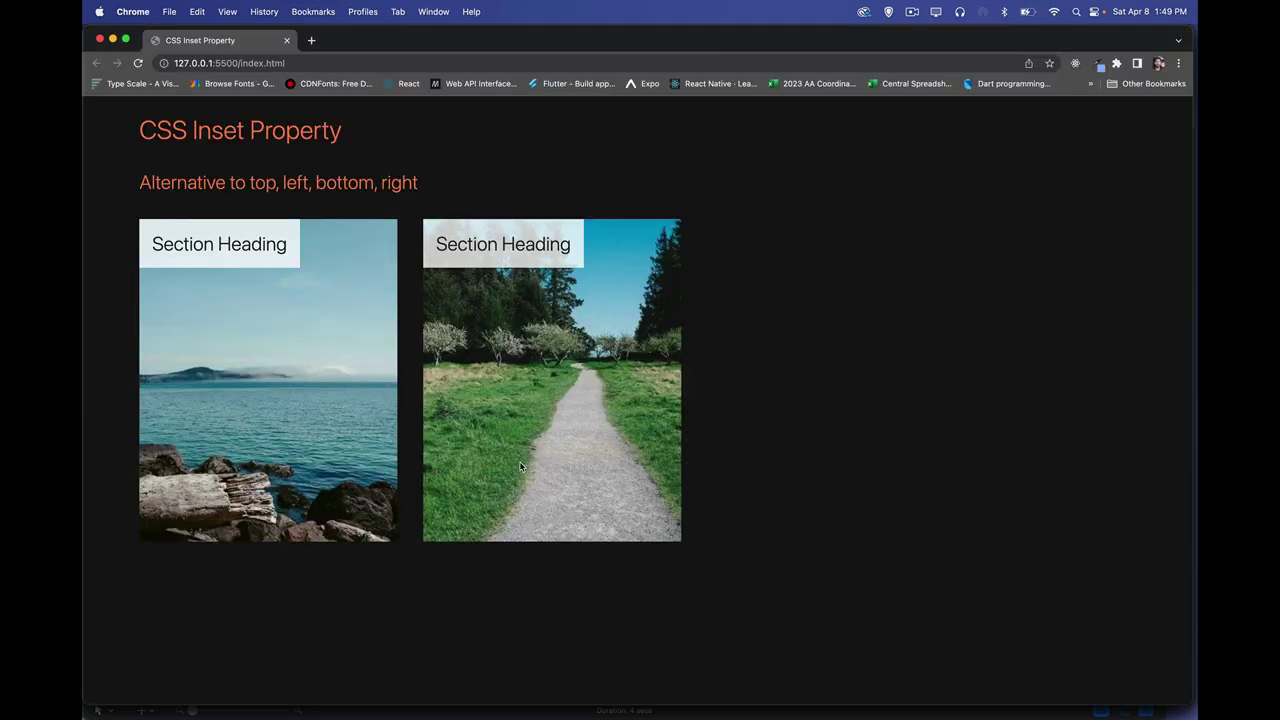 Chrome File Edit View History Bookmarks Profiles Tab Window Help Sat Apr 8 1:49 PM
CSS Inset Property
127.0.0.1:5500/index.html
Type Scale - A Vis... Browse Fonts - G... CDNFonts: Free D... React Web API Interface... Flutter - Build app... Expo React Native · Lea... 2023 AA Coordina... Central Spreadsh... Dart programming... » Other Bookmarks
CSS Inset Property
Alternative to top, left, bottom, right
Section Heading
Section Heading
Duration: 4 secs